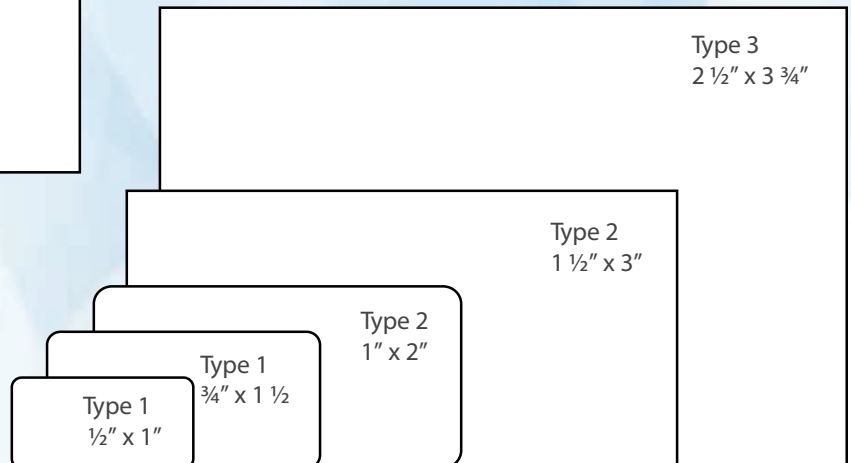 Type 3
2 ½” x 3 ¾”
Type 2
1 ½” x 3”
Type 2
1” x 2”
Type 1
¾” x 1 ½
Type 1
½” x 1”